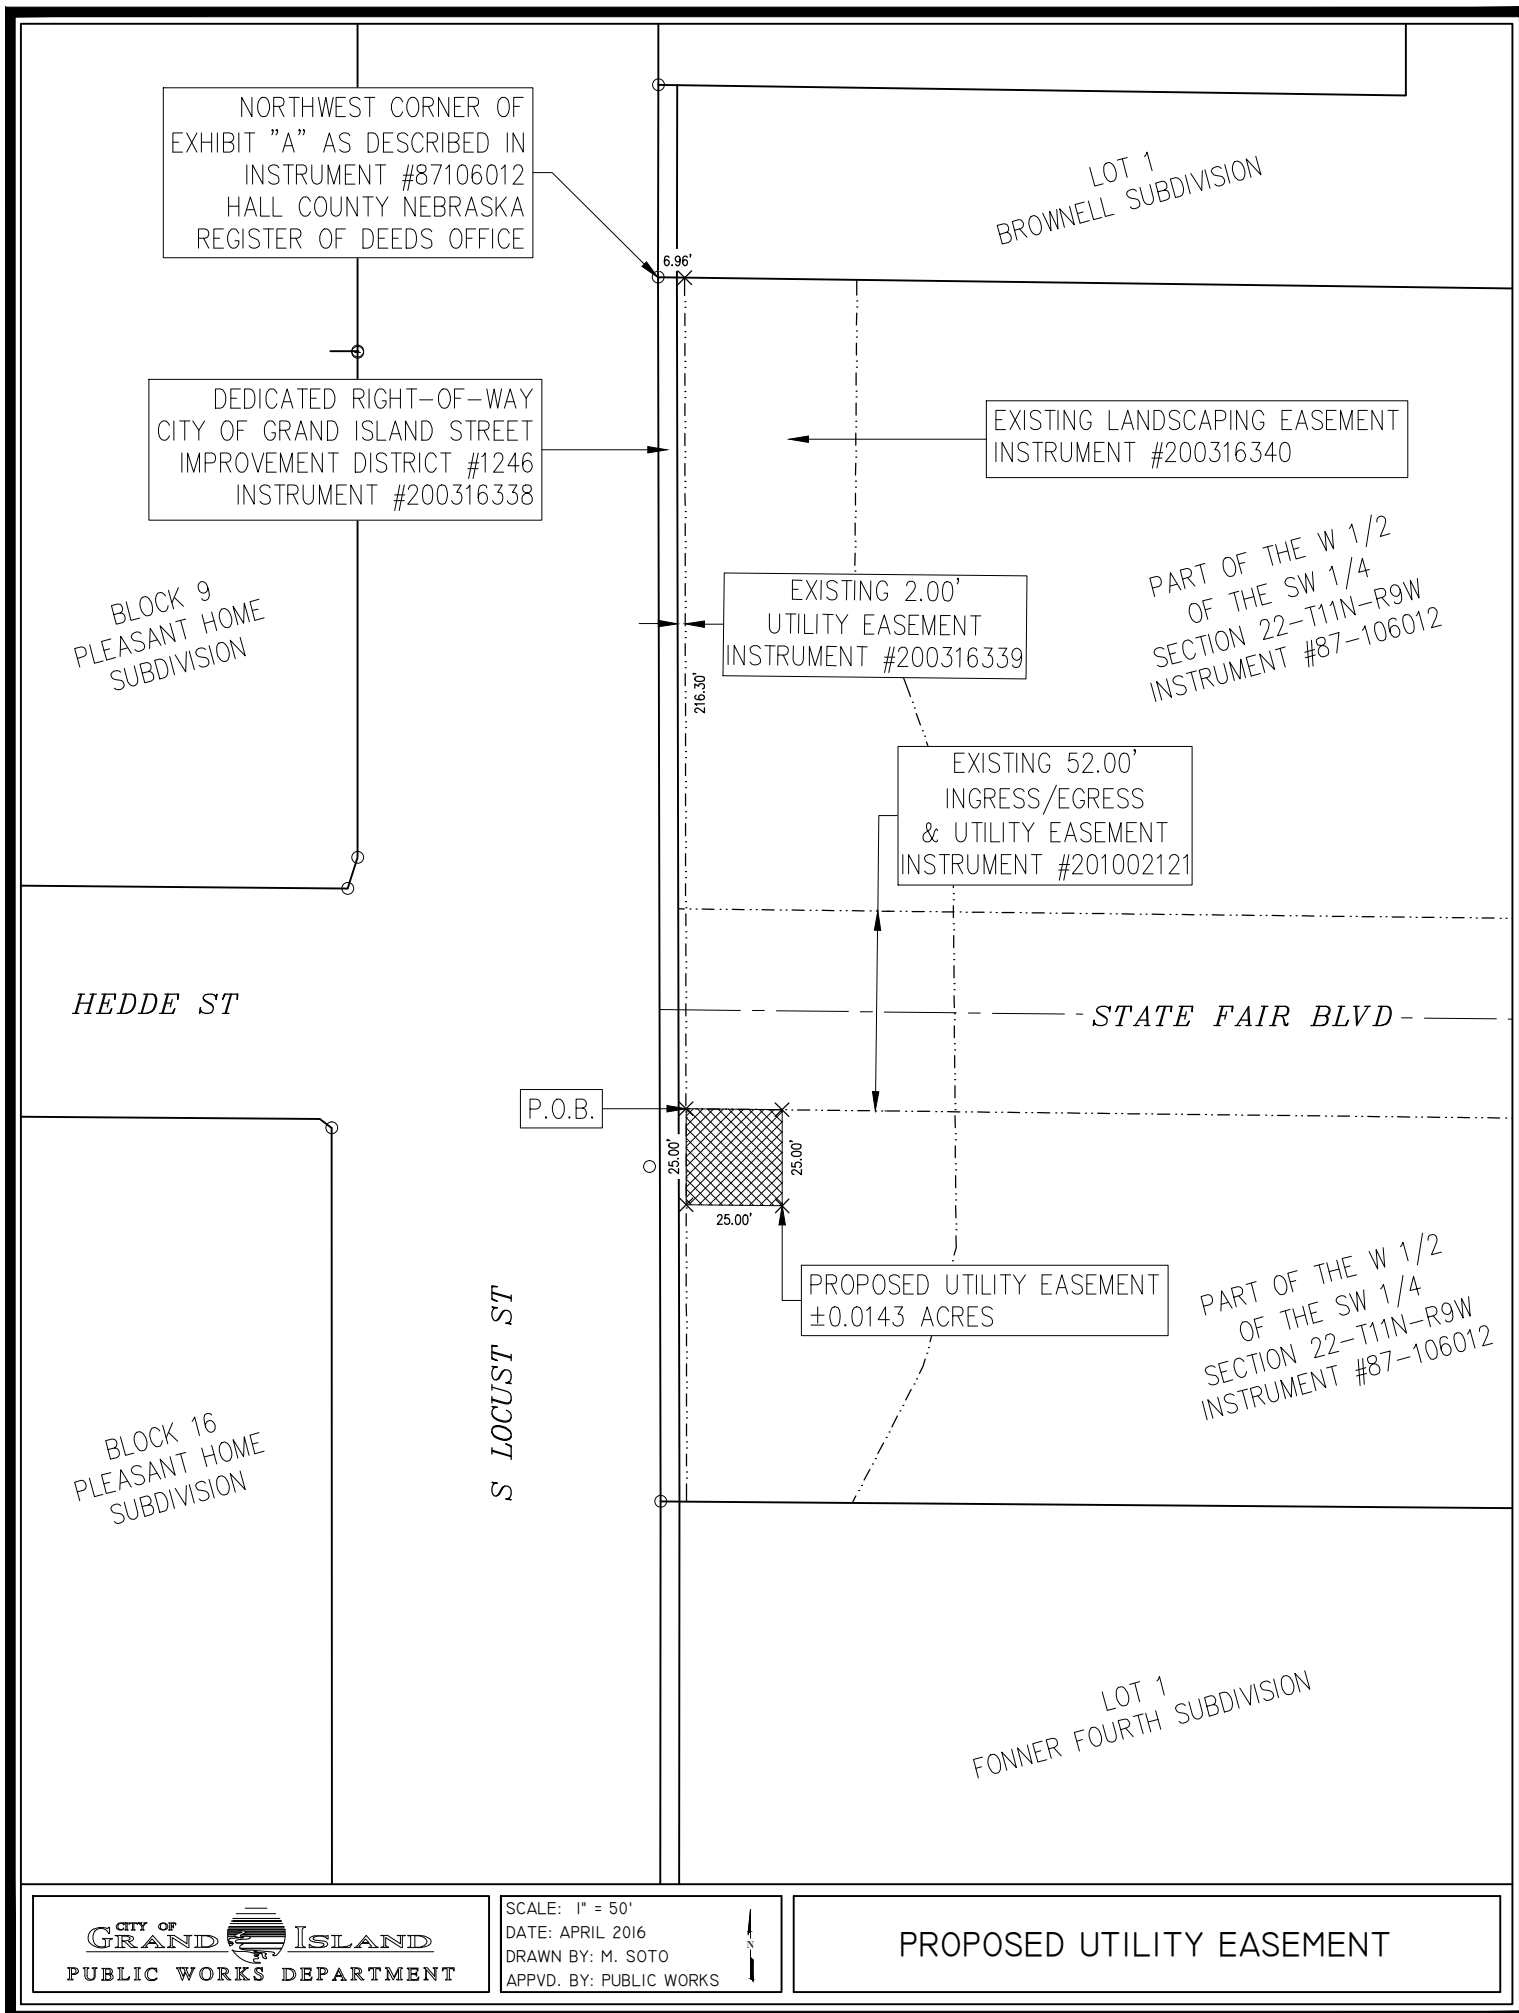 NORTHWEST CORNER OF
EXHIBIT "A" AS DESCRIBED IN
INSTRUMENT #87106012
HALL COUNTY NEBRASKA
REGISTER OF DEEDS OFFICE
LOT 1
BROWNELL SUBDIVISION
6.96'
DEDICATED RIGHT-OF-WAY
CITY OF GRAND ISLAND STREET
IMPROVEMENT DISTRICT #1246
INSTRUMENT #200316338
EXISTING LANDSCAPING EASEMENT
INSTRUMENT #200316340
BLOCK 9
PLEASANT HOME
SUBDIVISION
EXISTING 2.00'
UTILITY EASEMENT
INSTRUMENT #200316339
PART OF THE W 1/2
OF THE SW 1/4
SECTION 22-T11N-R9W
INSTRUMENT #87-106012
216.30'
EXISTING 52.00'
INGRESS/EGRESS
& UTILITY EASEMENT
INSTRUMENT #201002121
HEDDE ST
STATE FAIR BLVD
P.O.B.
25.00'
25.00'
25.00'
PROPOSED UTILITY EASEMENT
±0.0143 ACRES
S LOCUST ST
PART OF THE W 1/2
OF THE SW 1/4
SECTION 22-T11N-R9W
INSTRUMENT #87-106012
BLOCK 16
PLEASANT HOME
SUBDIVISION
LOT 1
FONNER FOURTH SUBDIVISION
CITY OF
GRAND ISLAND
PUBLIC WORKS DEPARTMENT
SCALE: 1" = 50'
DATE: APRIL 2016
DRAWN BY: M. SOTO
APPVD. BY: PUBLIC WORKS
N
PROPOSED UTILITY EASEMENT